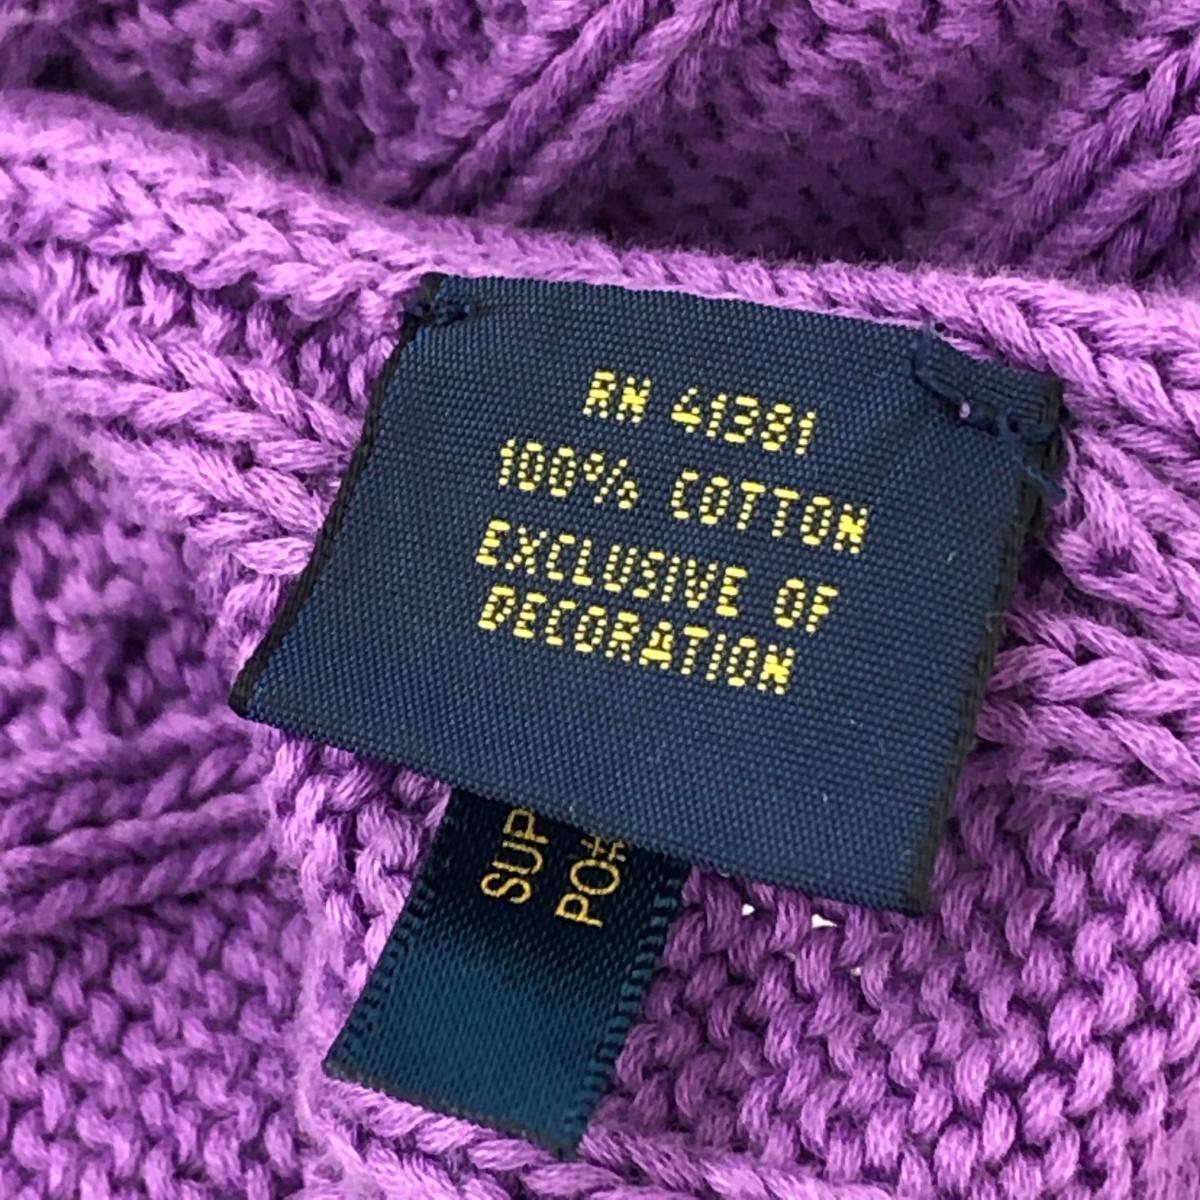 RN 41381
100% COTTON
EXCLUSIVE OF
DECORATION
SUP
PO#